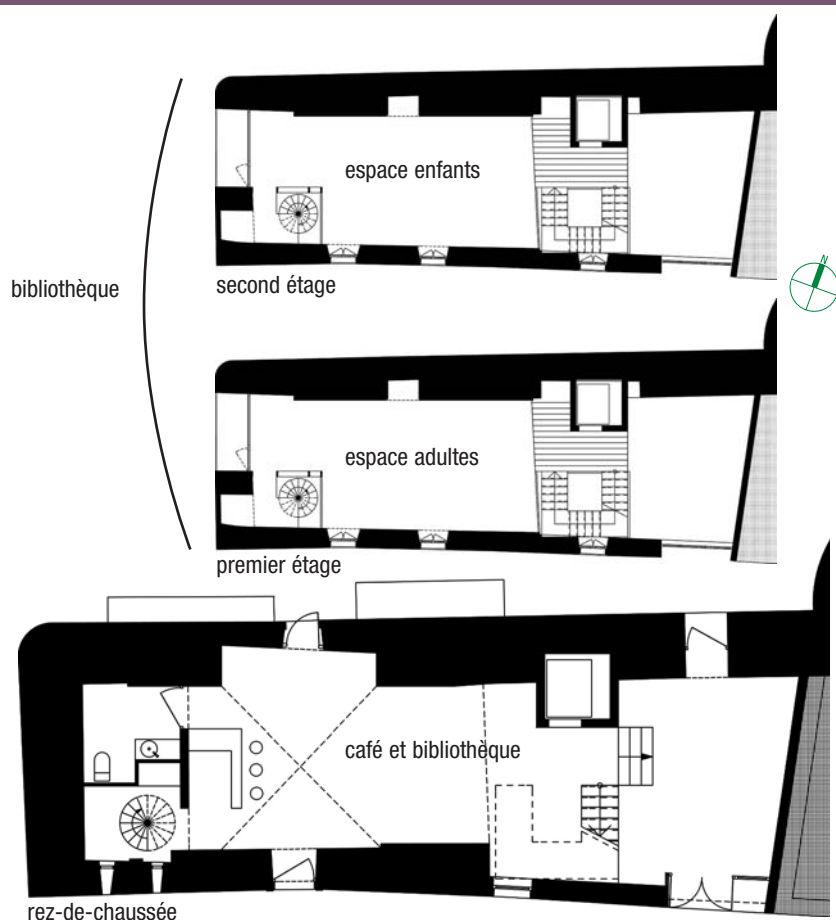 espace enfants
N
bibliothèque
second étage
espace adultes
premier étage
café et bibliothèque
rez-de-chaussée